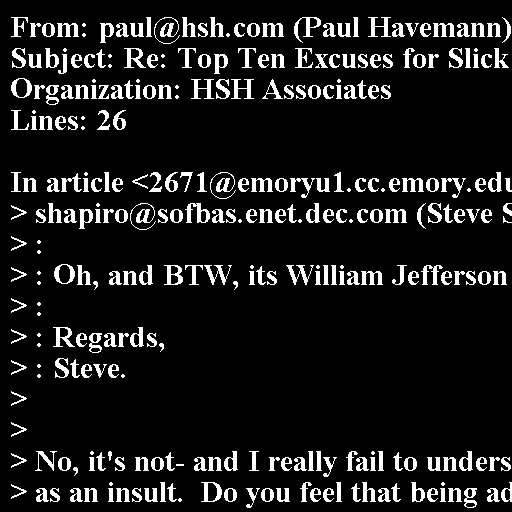 From: paul@hsh.com (Paul Havemann)
Subject: Re: Top Ten Excuses for Slick
Organization: HSH Associates
Lines: 26

In article <2671@emoryu1.cc.emory.edu
> shapiro@sofbas.enet.dec.com (Steve S
> :
> : Oh, and BTW, its William Jefferson
> :
> : Regards,
> : Steve.
>
>
> No, it's not- and I really fail to unders
> as an insult.  Do you feel that being ad